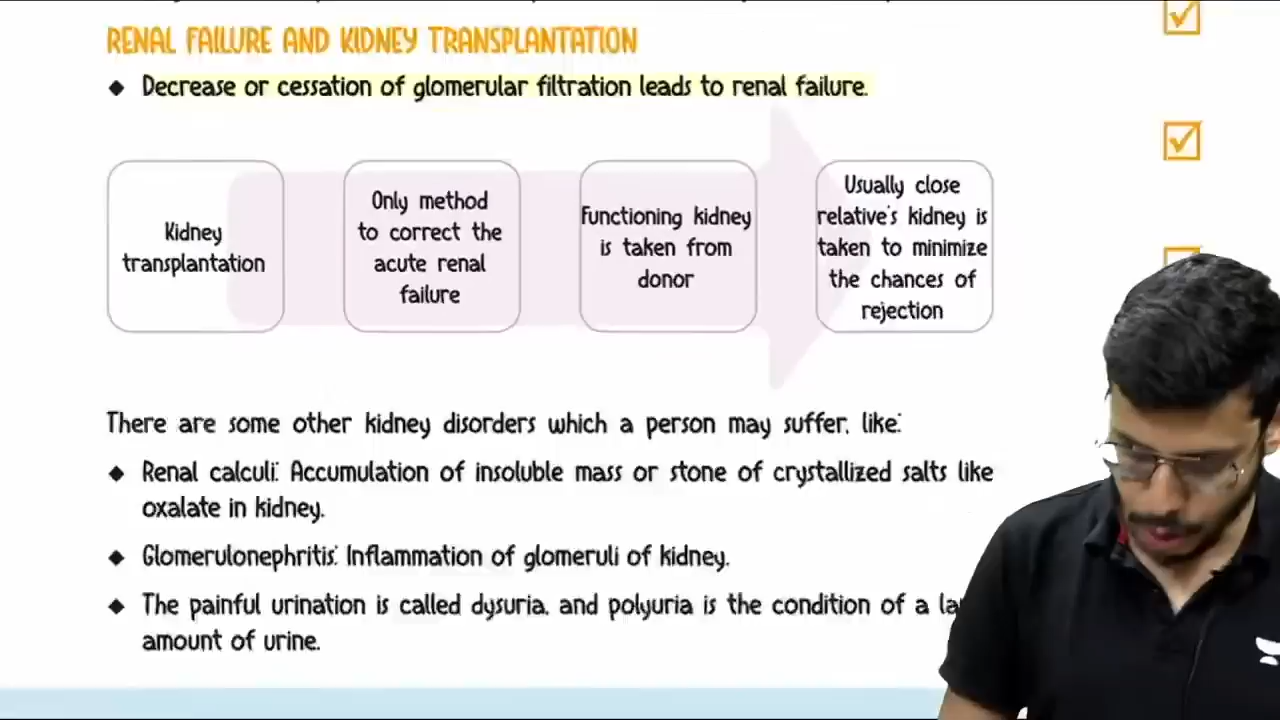 RENAL FAILURE AND KIDNEY TRANSPLANTATION
◆ Decrease or cessation of glomerular filtration leads to renal failure.
Kidney
transplantation
Only method
to correct the
acute renal
failure
Functioning kidney
is taken from
donor
Usually close
relative's kidney is
taken to minimize
the chances of
rejection
There are some other kidney disorders which a person may suffer, like:
◆ Renal calculi: Accumulation of insoluble mass or stone of crystallized salts like
oxalate in kidney.
◆ Glomerulonephritis: Inflammation of glomeruli of kidney.
◆ The painful urination is called dysuria, and polyuria is the condition of a
amount of urine.